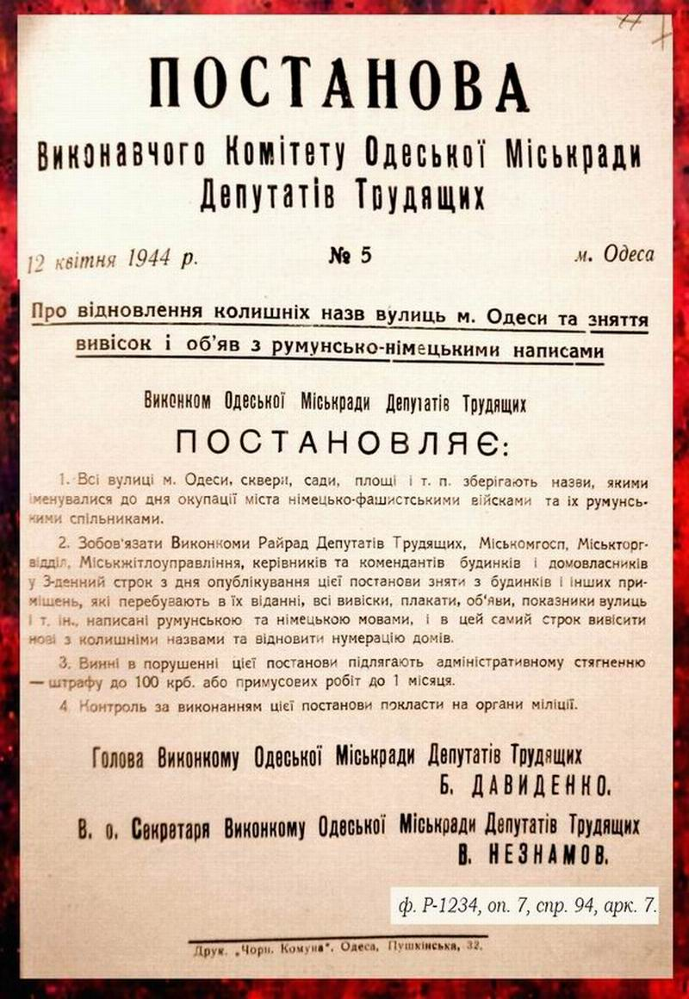 ПОСТАНОВА
Виконавчого Комітету Одеської Міськради
Депутатів Трудящих
12 квітня 1944 р. № 5 м. Одеса
Про відновлення колишніх назв вулиць м. Одеси та зняття
вивісок і об'яв з румунсько-німецькими написами
Виконком Одеської Міськради Депутатів Трудящих
ПОСТАНОВЛЯЄ:
1. Всі вулиці м. Одеси, сквери, сади, площі і т. п. зберігають назви, якими
іменувалися до дня окупації міста німецько-фашистськими військами та їх румунсь-
кими спільниками.
2. Зобов'язати Виконкоми Райрад Депутатів Трудящих, Міськомгосп, Міськторг-
відділ, Міськжітлоуправління, керівників та комендантів будинків і домовласників
у 3-денний строк з дня опублікування цієї постанови зняти з будинків і інших при-
міщень, які перебувають в їх віданні, всі вивіски, плакати, об'яви, показники вулиць
і т. ін., написані румунською та німецькою мовами, і в цей самий строк вивісити
нові з колишніми назвами та відновити нумерацію домів.
3. Винні в порушенні цієї постанови підлягають адміністративному стягненню
— штрафу до 100 крб. або примусових робіт до 1 місяця.
4 Контроль за виконанням цієї постанови покласти на органи міліції.
Голова Виконкому Одеської Міськради Депутатів Трудящих
Б. ДАВИДЕНКО.
В. о. Секретаря Виконкому Одеської Міськради Депутатів Трудящих
В. НЕЗНАМОВ.
ф. Р-1234, оп. 7, спр. 94, арк. 7.
Друк. „Чорн. Комуна". Одеса, Пушкінська, 32.